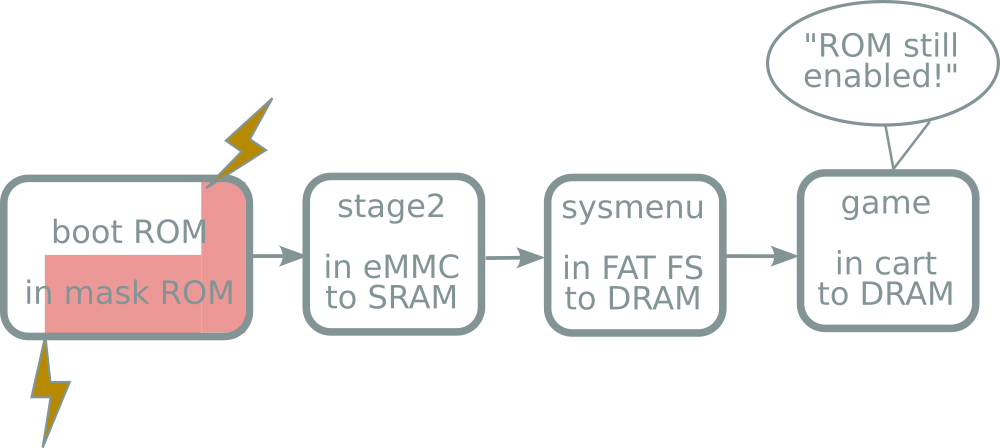 "ROM still
enabled!"
boot ROM
in mask ROM
stage2
in eMMC
to SRAM
sysmenu
in FAT FS
to DRAM
game
in cart
to DRAM